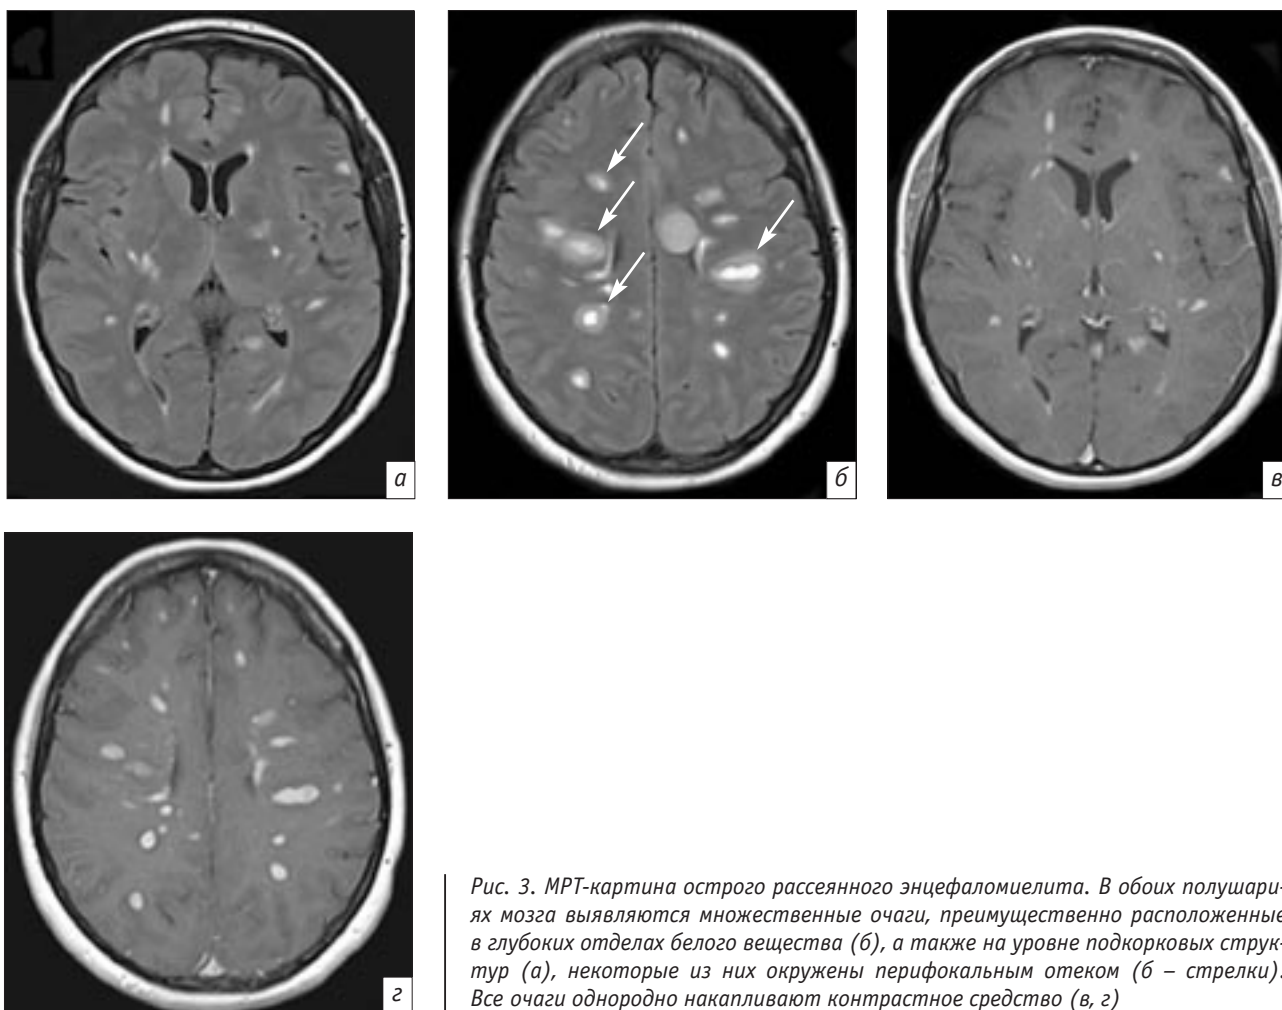 а
б
в
г
Рис. 3. МРТ-картина острого рассеянного энцефаломиелита. В обоих полушари-
ях мозга выявляются множественные очаги, преимущественно расположенные
в глубоких отделах белого вещества (б), а также на уровне подкорковых струк-
тур (а), некоторые из них окружены перифокальным отеком (б – стрелки).
Все очаги однородно накапливают контрастное средство (в, г)